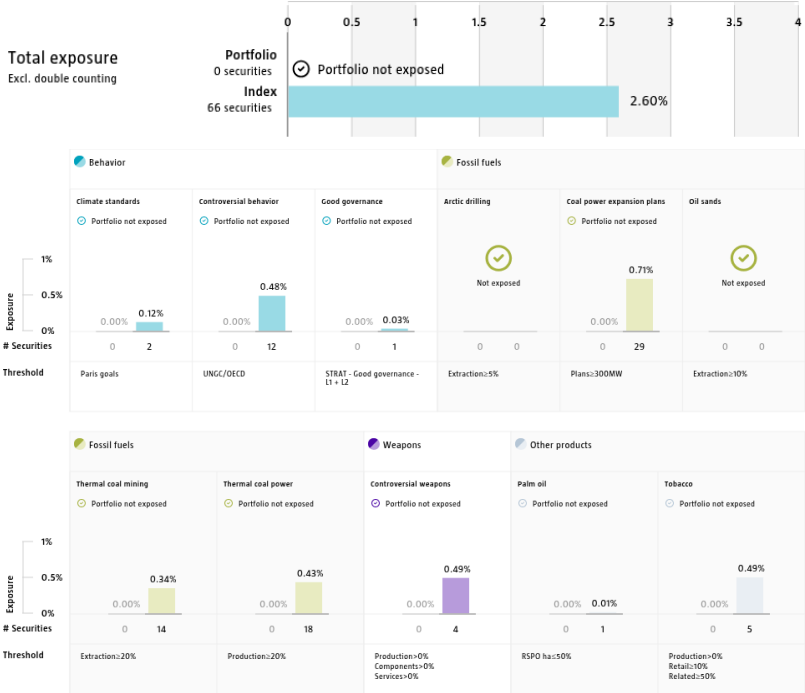 0 0.5 1 1.5 2 2.5 3 3.5 4
Total exposure
Excl. double counting
Portfolio
0 securities
Portfolio not exposed
Index
66 securities
2.60%
Behavior
Fossil fuels
Climate standards
Controversial behavior
Good governance
Arctic drilling
Coal power expansion plans
Oil sands
Portfolio not exposed
Portfolio not exposed
Portfolio not exposed
Portfolio not exposed
Not exposed
Not exposed
Exposure
1%
0.5%
0%
0.00% 0.12%
0.00% 0.48%
0.00% 0.03%
0.00% 0.71%
# Securities 0 2 0 12 0 1 0 0 0 29 0 0
Threshold
Paris goals
UNGC/OECD
STRAT - Good governance -
L1 + L2
Extraction≥5%
Plans≥300MW
Extraction≥10%
Fossil fuels
Weapons
Other products
Thermal coal mining
Thermal coal power
Controversial weapons
Palm oil
Tobacco
Portfolio not exposed
Portfolio not exposed
Portfolio not exposed
Portfolio not exposed
Portfolio not exposed
Exposure
1%
0.5%
0%
0.00% 0.34%
0.00% 0.43%
0.00% 0.49%
0.00% 0.01%
0.00% 0.49%
# Securities 0 14 0 18 0 4 0 1 0 5
Threshold
Extraction≥20%
Production≥20%
Production>0%
Components>0%
Services>0%
RSPO ha≤50%
Production>0%
Retail≥10%
Related≥50%